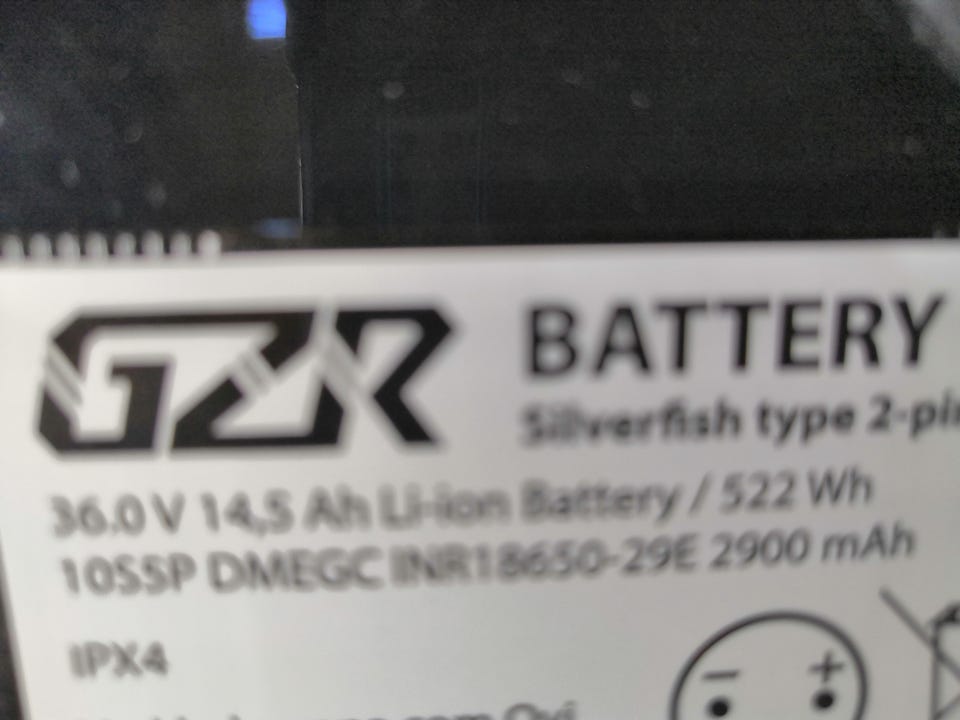 GZR
BATTERY
Silverfish type 2-pin
36.0 V 14,5 Ah Li-ion Battery / 522 Wh
10S5P DMEGC INR18650-29E 2900 mAh
IPX4
- +